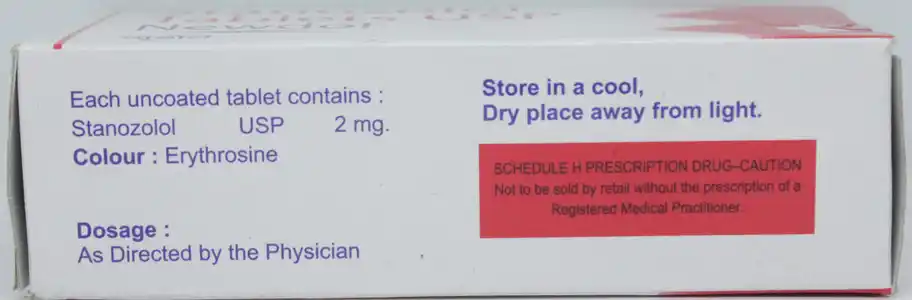 Each uncoated tablet contains :
Stanozolol USP 2 mg.
Colour : Erythrosine
Dosage :
As Directed by the Physician
Store in a cool,
Dry place away from light.
SCHEDULE H PRESCRIPTION DRUG–CAUTION
Not to be sold by retail without the prescription of a
Registered Medical Practitioner.